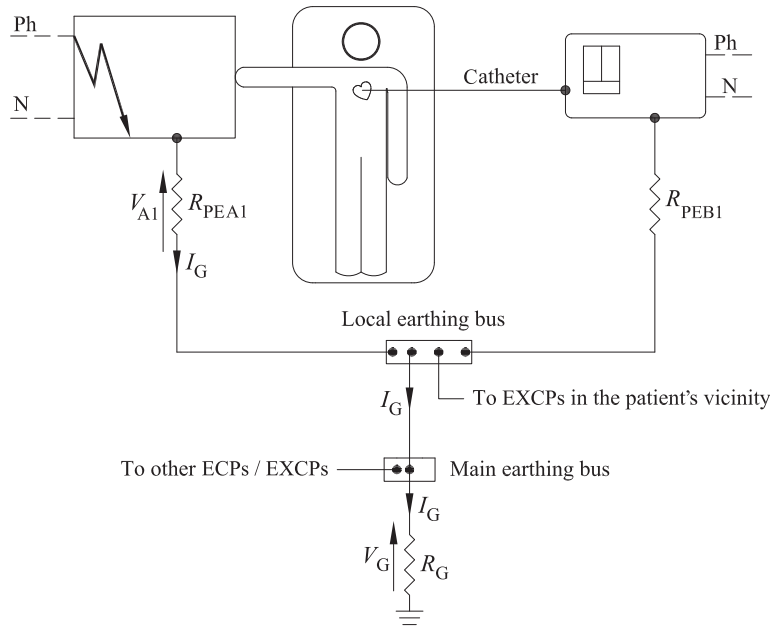 Ph
N
Catheter
Ph
N
V_A1
R_PEA1
I_G
R_PEB1
Local earthing bus
I_G
To EXCPs in the patient's vicinity
To other ECPs / EXCPs
Main earthing bus
I_G
V_G
R_G